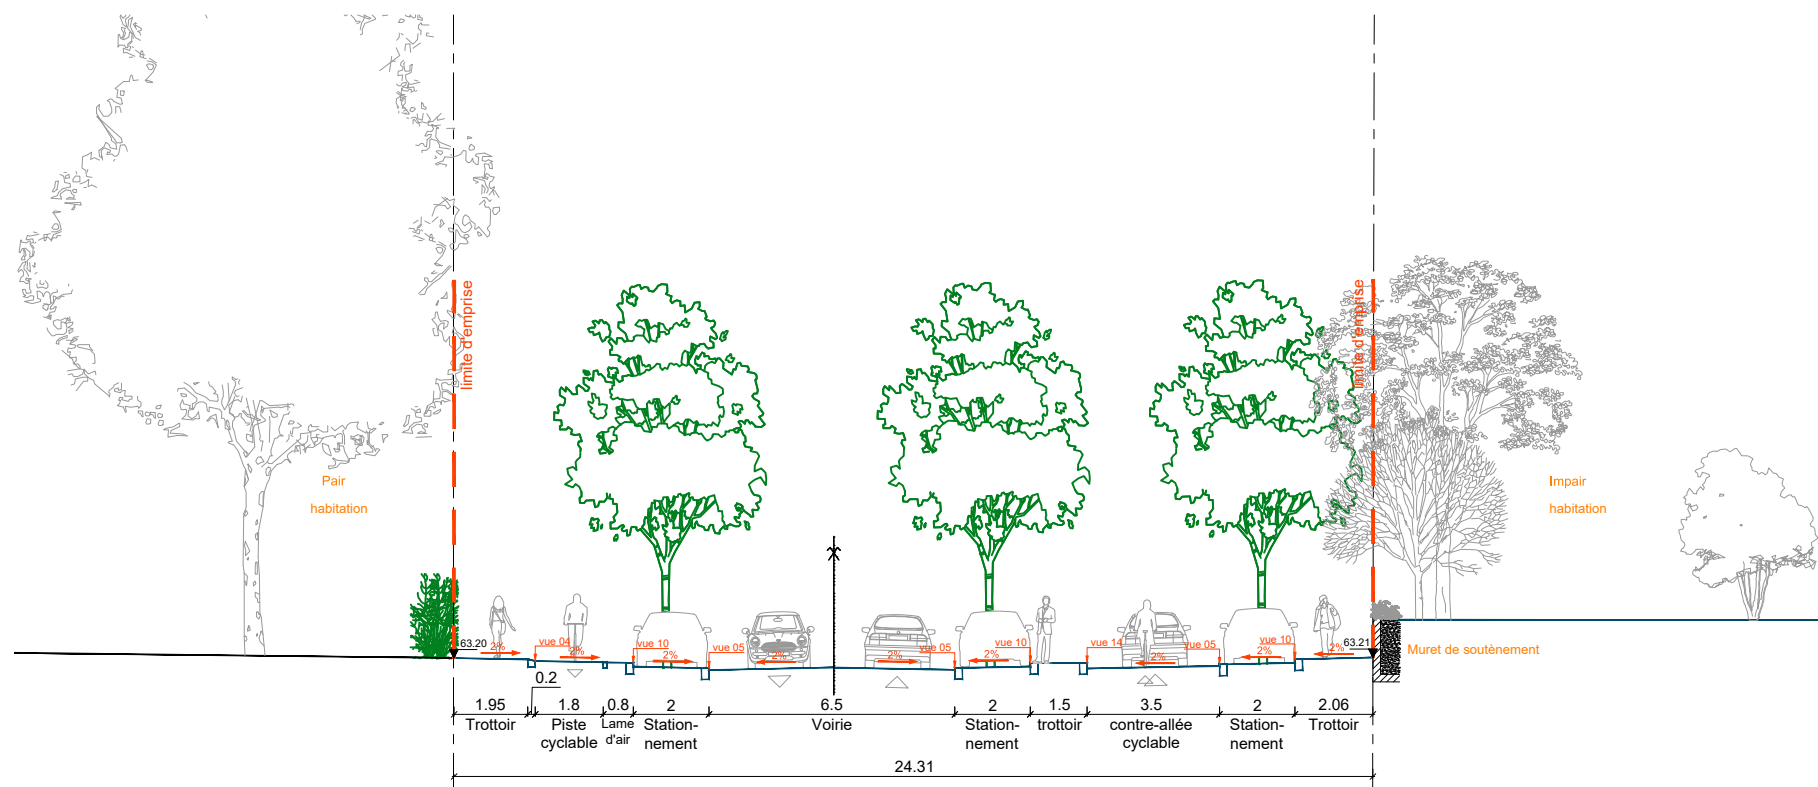 limite d'emprise
limite d'emprise
Pair
habitation
Impair
habitation
63.20
2%
vue 04
2%
vue 10
2%
vue 05
2%
2%
vue 05
2%
vue 10
vue 14
2%
vue 05
2%
vue 10
2%
63.21
Muret de soutènement
0.2
1.95
1.8
0.8
2
6.5
2
1.5
3.5
2
2.06
Trottoir
Piste
cyclable
Lame
d'air
Station-
nement
Voirie
Station-
nement
trottoir
contre-allée
cyclable
Station-
nement
Trottoir
24.31